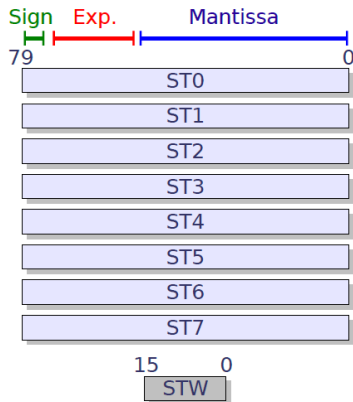 Sign Exp. Mantissa
79 0
ST0
ST1
ST2
ST3
ST4
ST5
ST6
ST7
15 0
STW